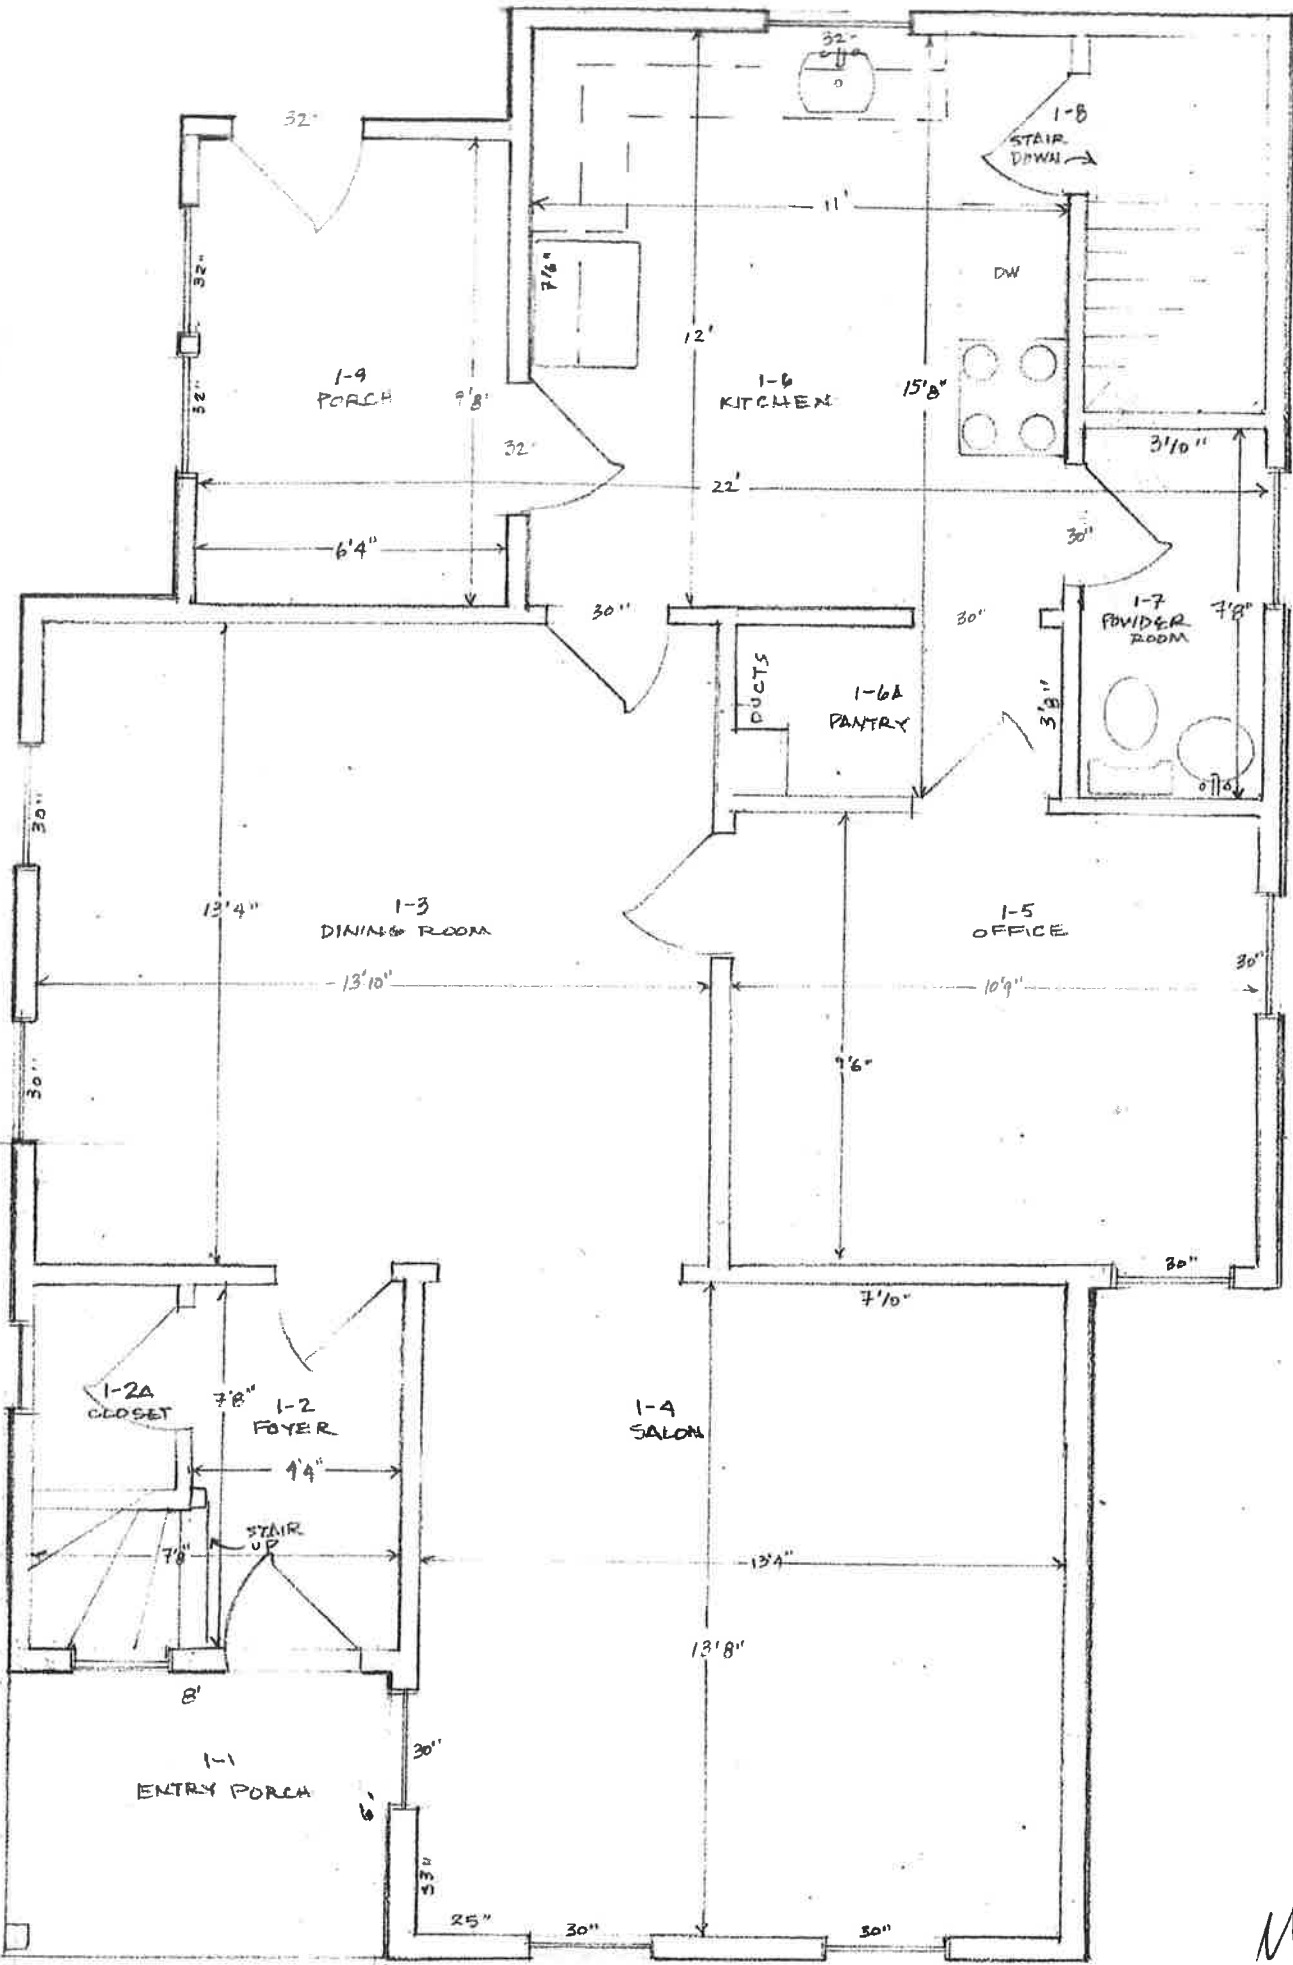 32"
32"
1-8
STAIR
DOWN
11'
32"
7'6"
DW
12'
1-9
PORCH
9'8"
1-6
KITCHEN
15'8"
32"
32"
3'10"
22'
6'4"
30"
30"
30"
1-7
POWDER
ROOM
7'8"
DUCTS
1-6A
PANTRY
3'8"
30"
13'4"
1-3
DINING ROOM
1-5
OFFICE
13'10"
10'9"
30"
9'6"
30"
30"
7'10"
1-2A
CLOSET
7'8"
1-2
FOYER
1-4
SALON
4'4"
STAIR
UP
7'8"
13'4"
13'8"
8'
30"
1-1
ENTRY PORCH
6'
33"
25"
30"
30"